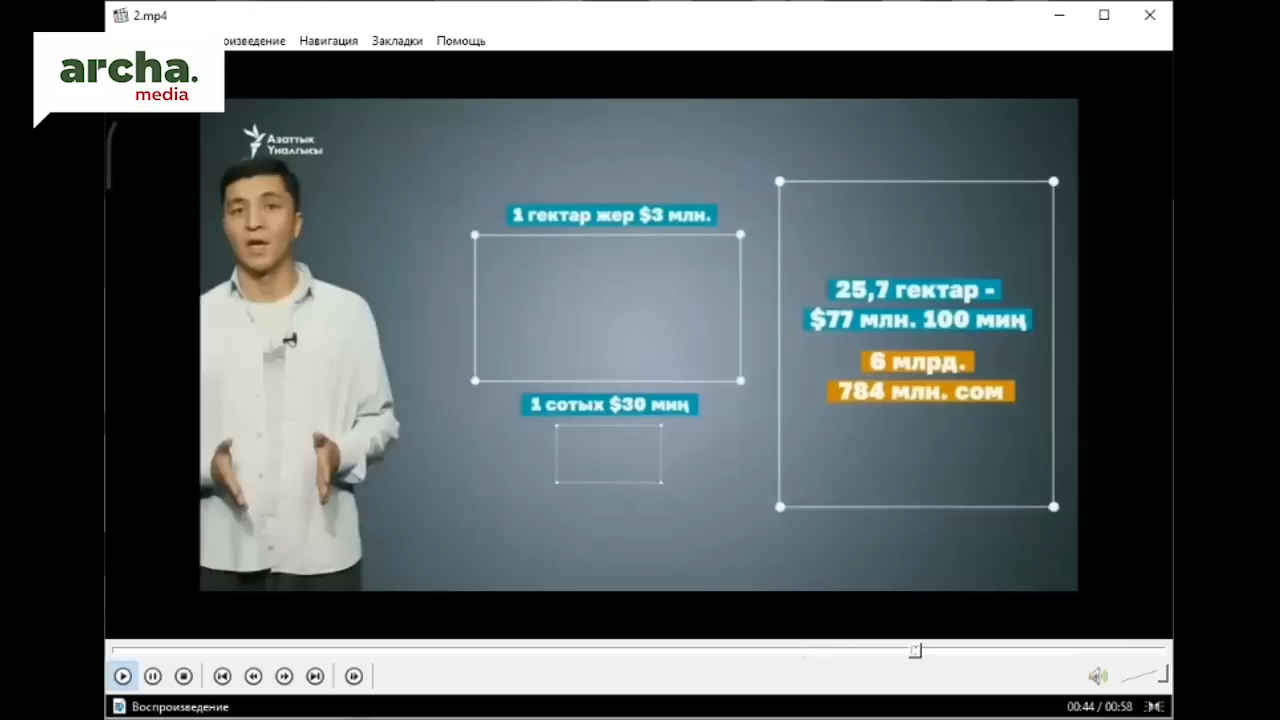 2.mp4
archa.
media
оизведение Навигация Закладки Помощь
Азаттык
Үналгысы
1 гектар жер $3 млн.
25,7 гектар -
$77 млн. 100 миң
6 млрд.
784 млн. сом
1 сотых $30 миң
Воспроизведение
00:44 / 00:58